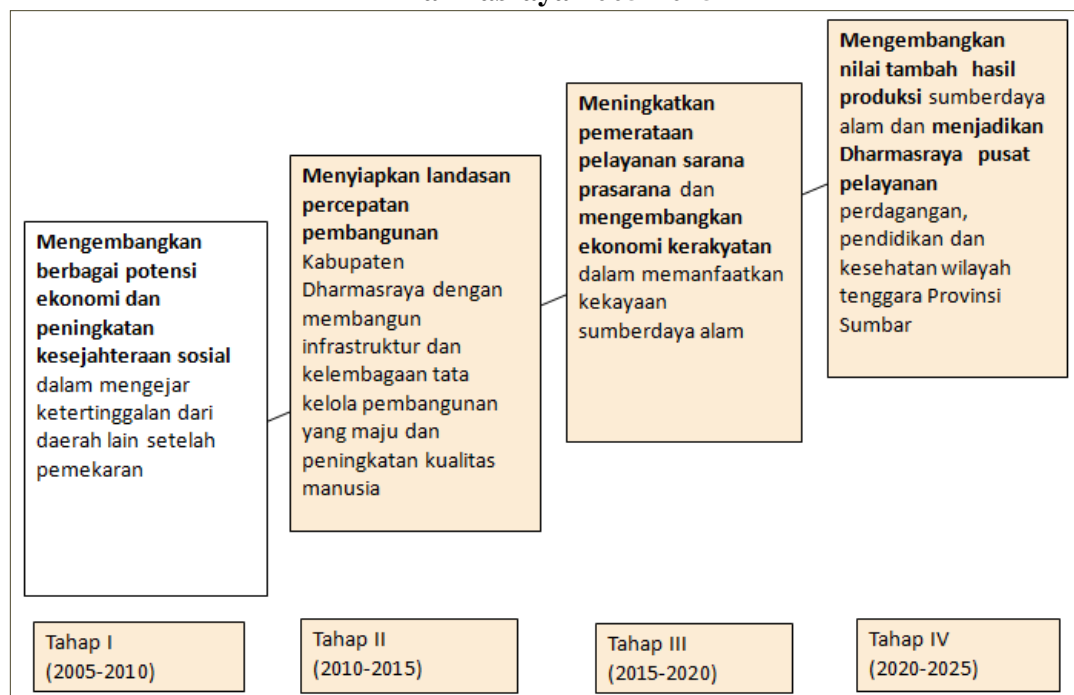 Mengembangkan
berbagai potensi
ekonomi dan
peningkatan
kesejahteraan sosial
dalam mengejar
ketertinggalan dari
daerah lain setelah
pemekaran
Menyiapkan landasan
percepatan
pembangunan
Kabupaten
Dharmasraya dengan
membangun
infrastruktur dan
kelembagaan tata
kelola pembangunan
yang maju dan
peningkatan kualitas
manusia
Meningkatkan
pemerataan
pelayanan sarana
prasarana dan
mengembangkan
ekonomi kerakyatan
dalam memanfaatkan
kekayaan
sumberdaya alam
Mengembangkan
nilai tambah hasil
produksi sumberdaya
alam dan menjadikan
Dharmasraya pusat
pelayanan
perdagangan,
pendidikan dan
kesehatan wilayah
tenggara Provinsi
Sumbar
Tahap I
(2005-2010)
Tahap II
(2010-2015)
Tahap III
(2015-2020)
Tahap IV
(2020-2025)